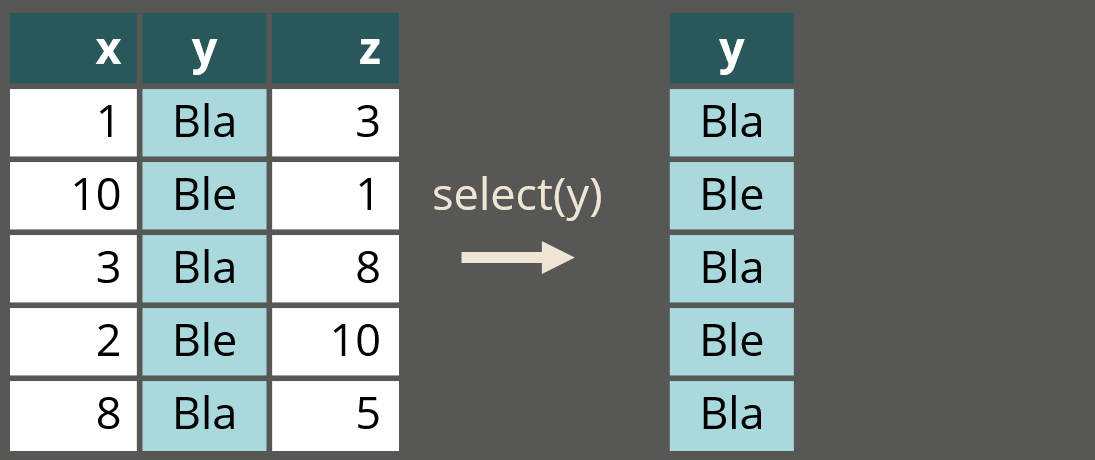 x y z y
1 Bla 3 Bla
10 Ble 1 Ble
select(y)
3 Bla 8 Bla
2 Ble 10 Ble
8 Bla 5 Bla